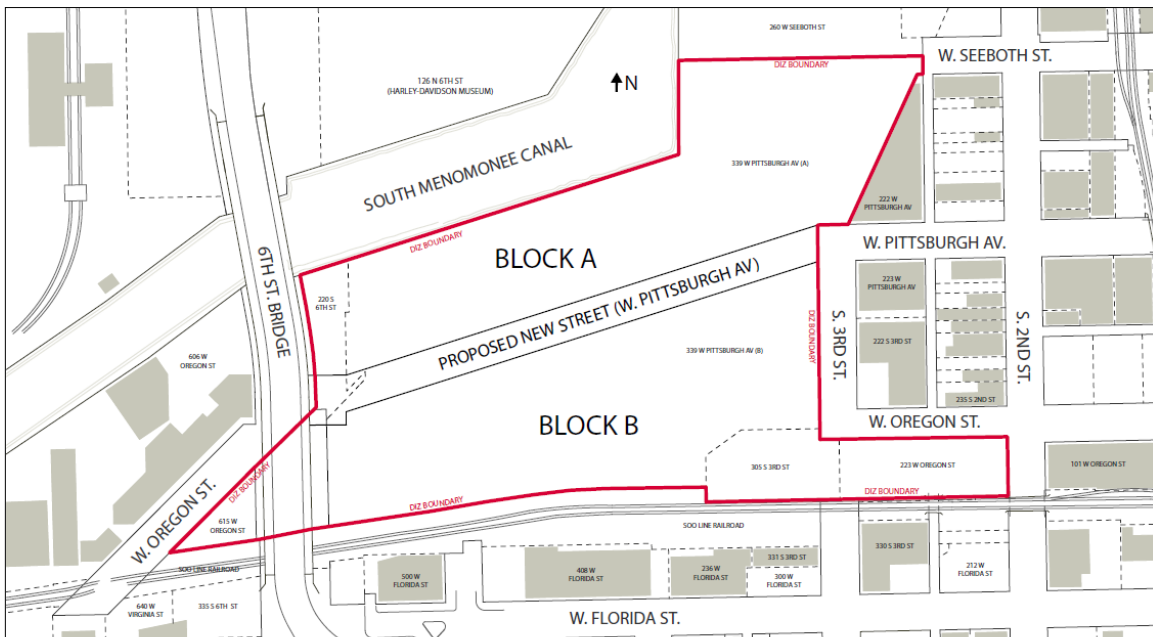 260 W SEEBOTH ST
W. SEEBOTH ST.
DIZ BOUNDARY
126 N 6TH ST
(HARLEY-DAVIDSON MUSEUM)
N
SOUTH MENOMONEE CANAL
339 W PITTSBURGH AV (A)
222 W
PITTSBURGH AV
DIZ BOUNDARY
W. PITTSBURGH AV.
BLOCK A
6TH ST. BRIDGE
220 S
6TH ST
PROPOSED NEW STREET (W. PITTSBURGH AV)
223 W
PITTSBURGH AV
DIZ BOUNDARY
S. 3RD ST.
S. 2ND ST.
222 S 3RD ST
339 W PITTSBURGH AV (B)
606 W
OREGON ST
235 S 2ND ST
BLOCK B
W. OREGON ST.
305 S 3RD ST
223 W OREGON ST
101 W OREGON ST
DIZ BOUNDARY
DIZ BOUNDARY
DIZ BOUNDARY
W. OREGON ST.
615 W
OREGON ST
SOO LINE RAILROAD
SOO LINE RAILROAD
331 S 3RD ST
330 S 3RD ST
500 W
FLORIDA ST
408 W
FLORIDA ST
236 W
FLORIDA ST
300 W
FLORIDA ST
212 W
FLORIDA ST
640 W
VIRGINIA ST
335 S 6TH ST
W. FLORIDA ST.